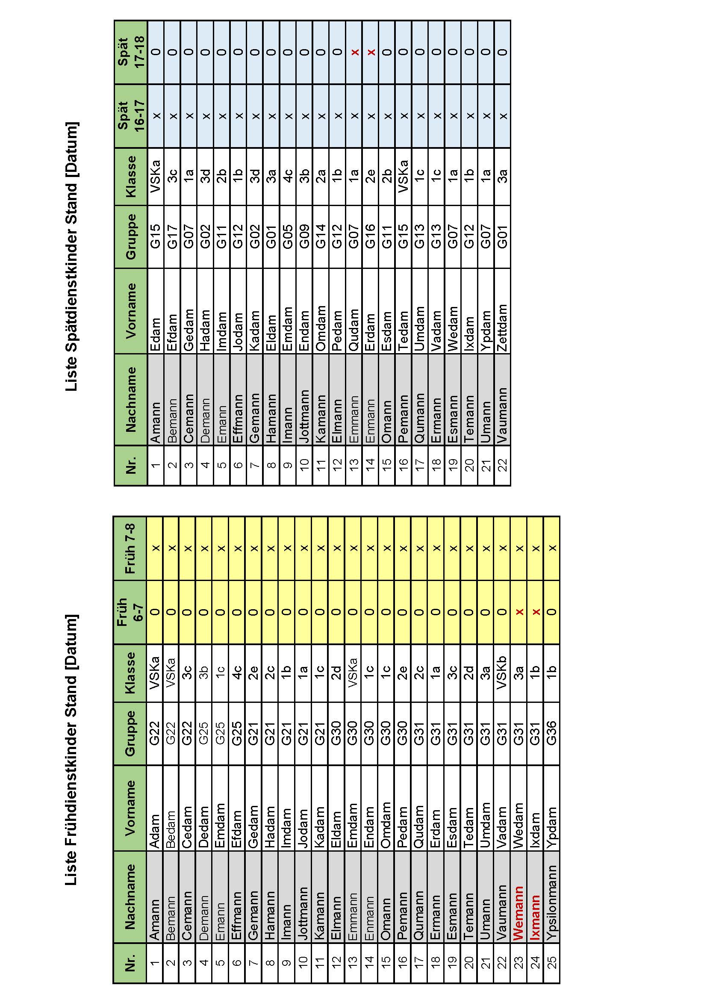 Liste Frühdienstkinder Stand [Datum]
Nr. Nachname Vorname Gruppe Klasse Früh 6-7 Früh 7-8
1 Amann Adam G22 VSKa 0 x
2 Bemann Bedam G22 VSKa 0 x
3 Cemann Cedam G22 3c 0 x
4 Demann Dedam G25 3b 0 x
5 Emann Emdam G25 1c 0 x
6 Effmann Efdam G25 4c 0 x
7 Gemann Gedam G21 2e 0 x
8 Hamann Hadam G21 2c 0 x
9 Imann Imdam G21 1b 0 x
10 Jottmann Jodam G21 1a 0 x
11 Kamann Kadam G21 1c 0 x
12 Elmann Eldam G30 2d 0 x
13 Emmann Emdam G30 VSKa 0 x
14 Enmann Endam G30 1c 0 x
15 Omann Omdam G30 1c 0 x
16 Pemann Pedam G30 2e 0 x
17 Qumann Qudam G31 2c 0 x
18 Ermann Erdam G31 1a 0 x
19 Esmann Esdam G31 3c 0 x
20 Temann Tedam G31 2d 0 x
21 Umann Umdam G31 3a 0 x
22 Vaumann Vadam G31 VSKb 0 x
23 Wemann Wedam G31 3a x x
24 Ixmann Ixdam G31 1b x x
25 Ypsilonmann Ypdam G36 1b 0 x
Liste Spätdienstkinder Stand [Datum]
Nr. Nachname Vorname Gruppe Klasse Spät 16-17 Spät 17-18
1 Amann Edam G15 VSKa x 0
2 Bemann Efdam G17 3c x 0
3 Cemann Gedam G07 1a x 0
4 Demann Hadam G02 3d x 0
5 Emann Imdam G11 2b x 0
6 Effmann Jodam G12 1b x 0
7 Gemann Kadam G02 3d x 0
8 Hamann Eldam G01 3a x 0
9 Imann Emdam G05 4c x 0
10 Jottmann Endam G09 3b x 0
11 Kamann Omdam G14 2a x 0
12 Elmann Pedam G12 1b x 0
13 Emmann Qudam G07 1a x x
14 Enmann Erdam G16 2e x x
15 Omann Esdam G11 2b x 0
16 Pemann Tedam G15 VSKa x 0
17 Qumann Umdam G13 1c x 0
18 Ermann Vadam G13 1c x 0
19 Esmann Wedam G07 1a x 0
20 Temann Ixdam G12 1b x 0
21 Umann Ypdam G07 1a x 0
22 Vaumann Zettdam G01 3a x 0